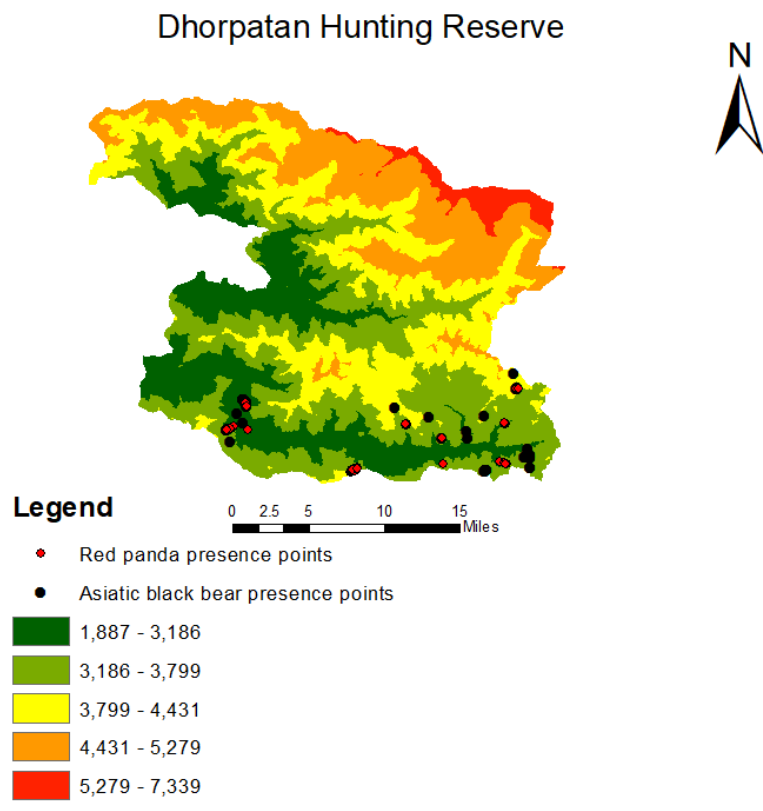 Dhorpatan Hunting Reserve
N
Legend
0 2.5 5 10 15
Miles
Red panda presence points
Asiatic black bear presence points
1,887 - 3,186
3,186 - 3,799
3,799 - 4,431
4,431 - 5,279
5,279 - 7,339